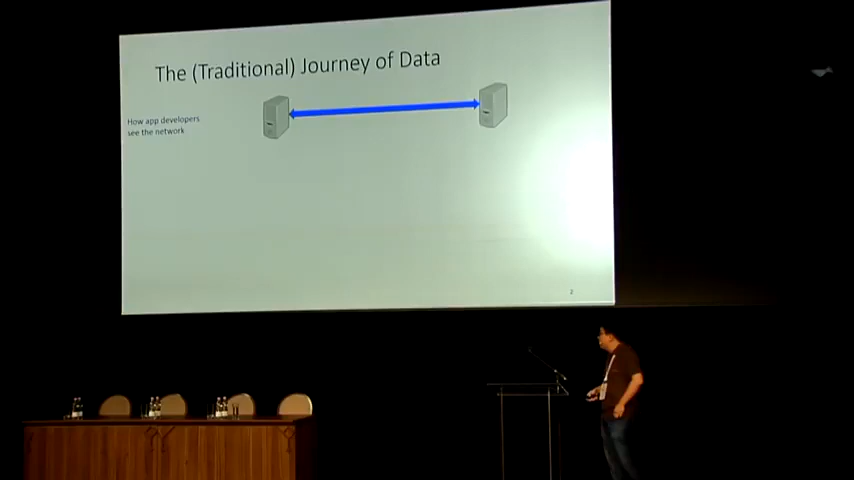 The (Traditional) Journey of Data
How app developers
see the network
2